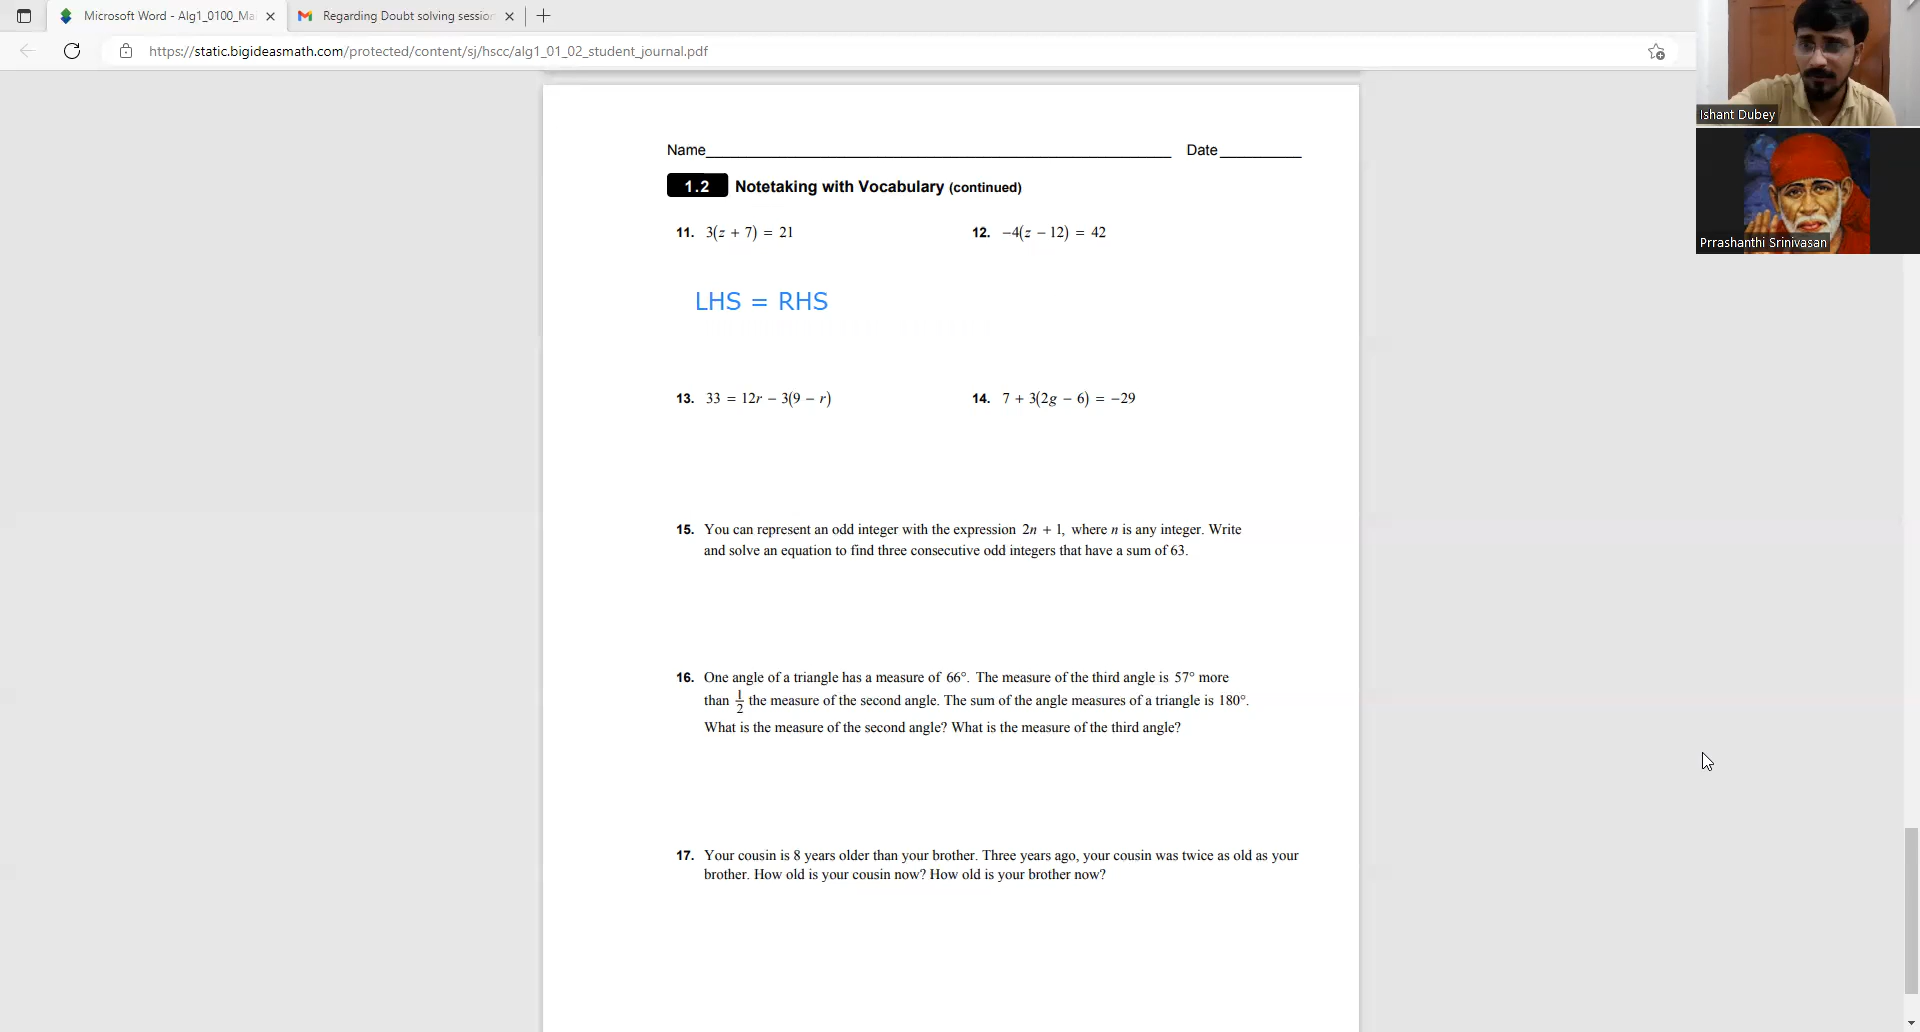 Microsoft Word - Alg1_0100_Ma
Regarding Doubt solving session
https://static.bigideasmath.com/protected/content/sj/hscc/alg1_01_02_student_journal.pdf
Ishant Dubey
Prrashanthi Srinivasan
Name Date
1.2 Notetaking with Vocabulary (continued)
11. 3(z + 7) = 21 12. −4(z − 12) = 42
LHS = RHS
13. 33 = 12r − 3(9 − r) 14. 7 + 3(2g − 6) = −29
15. You can represent an odd integer with the expression 2n + 1, where n is any integer. Write
and solve an equation to find three consecutive odd integers that have a sum of 63.
16. One angle of a triangle has a measure of 66°. The measure of the third angle is 57° more
than 1/2 the measure of the second angle. The sum of the angle measures of a triangle is 180°.
What is the measure of the second angle? What is the measure of the third angle?
17. Your cousin is 8 years older than your brother. Three years ago, your cousin was twice as old as your
brother. How old is your cousin now? How old is your brother now?